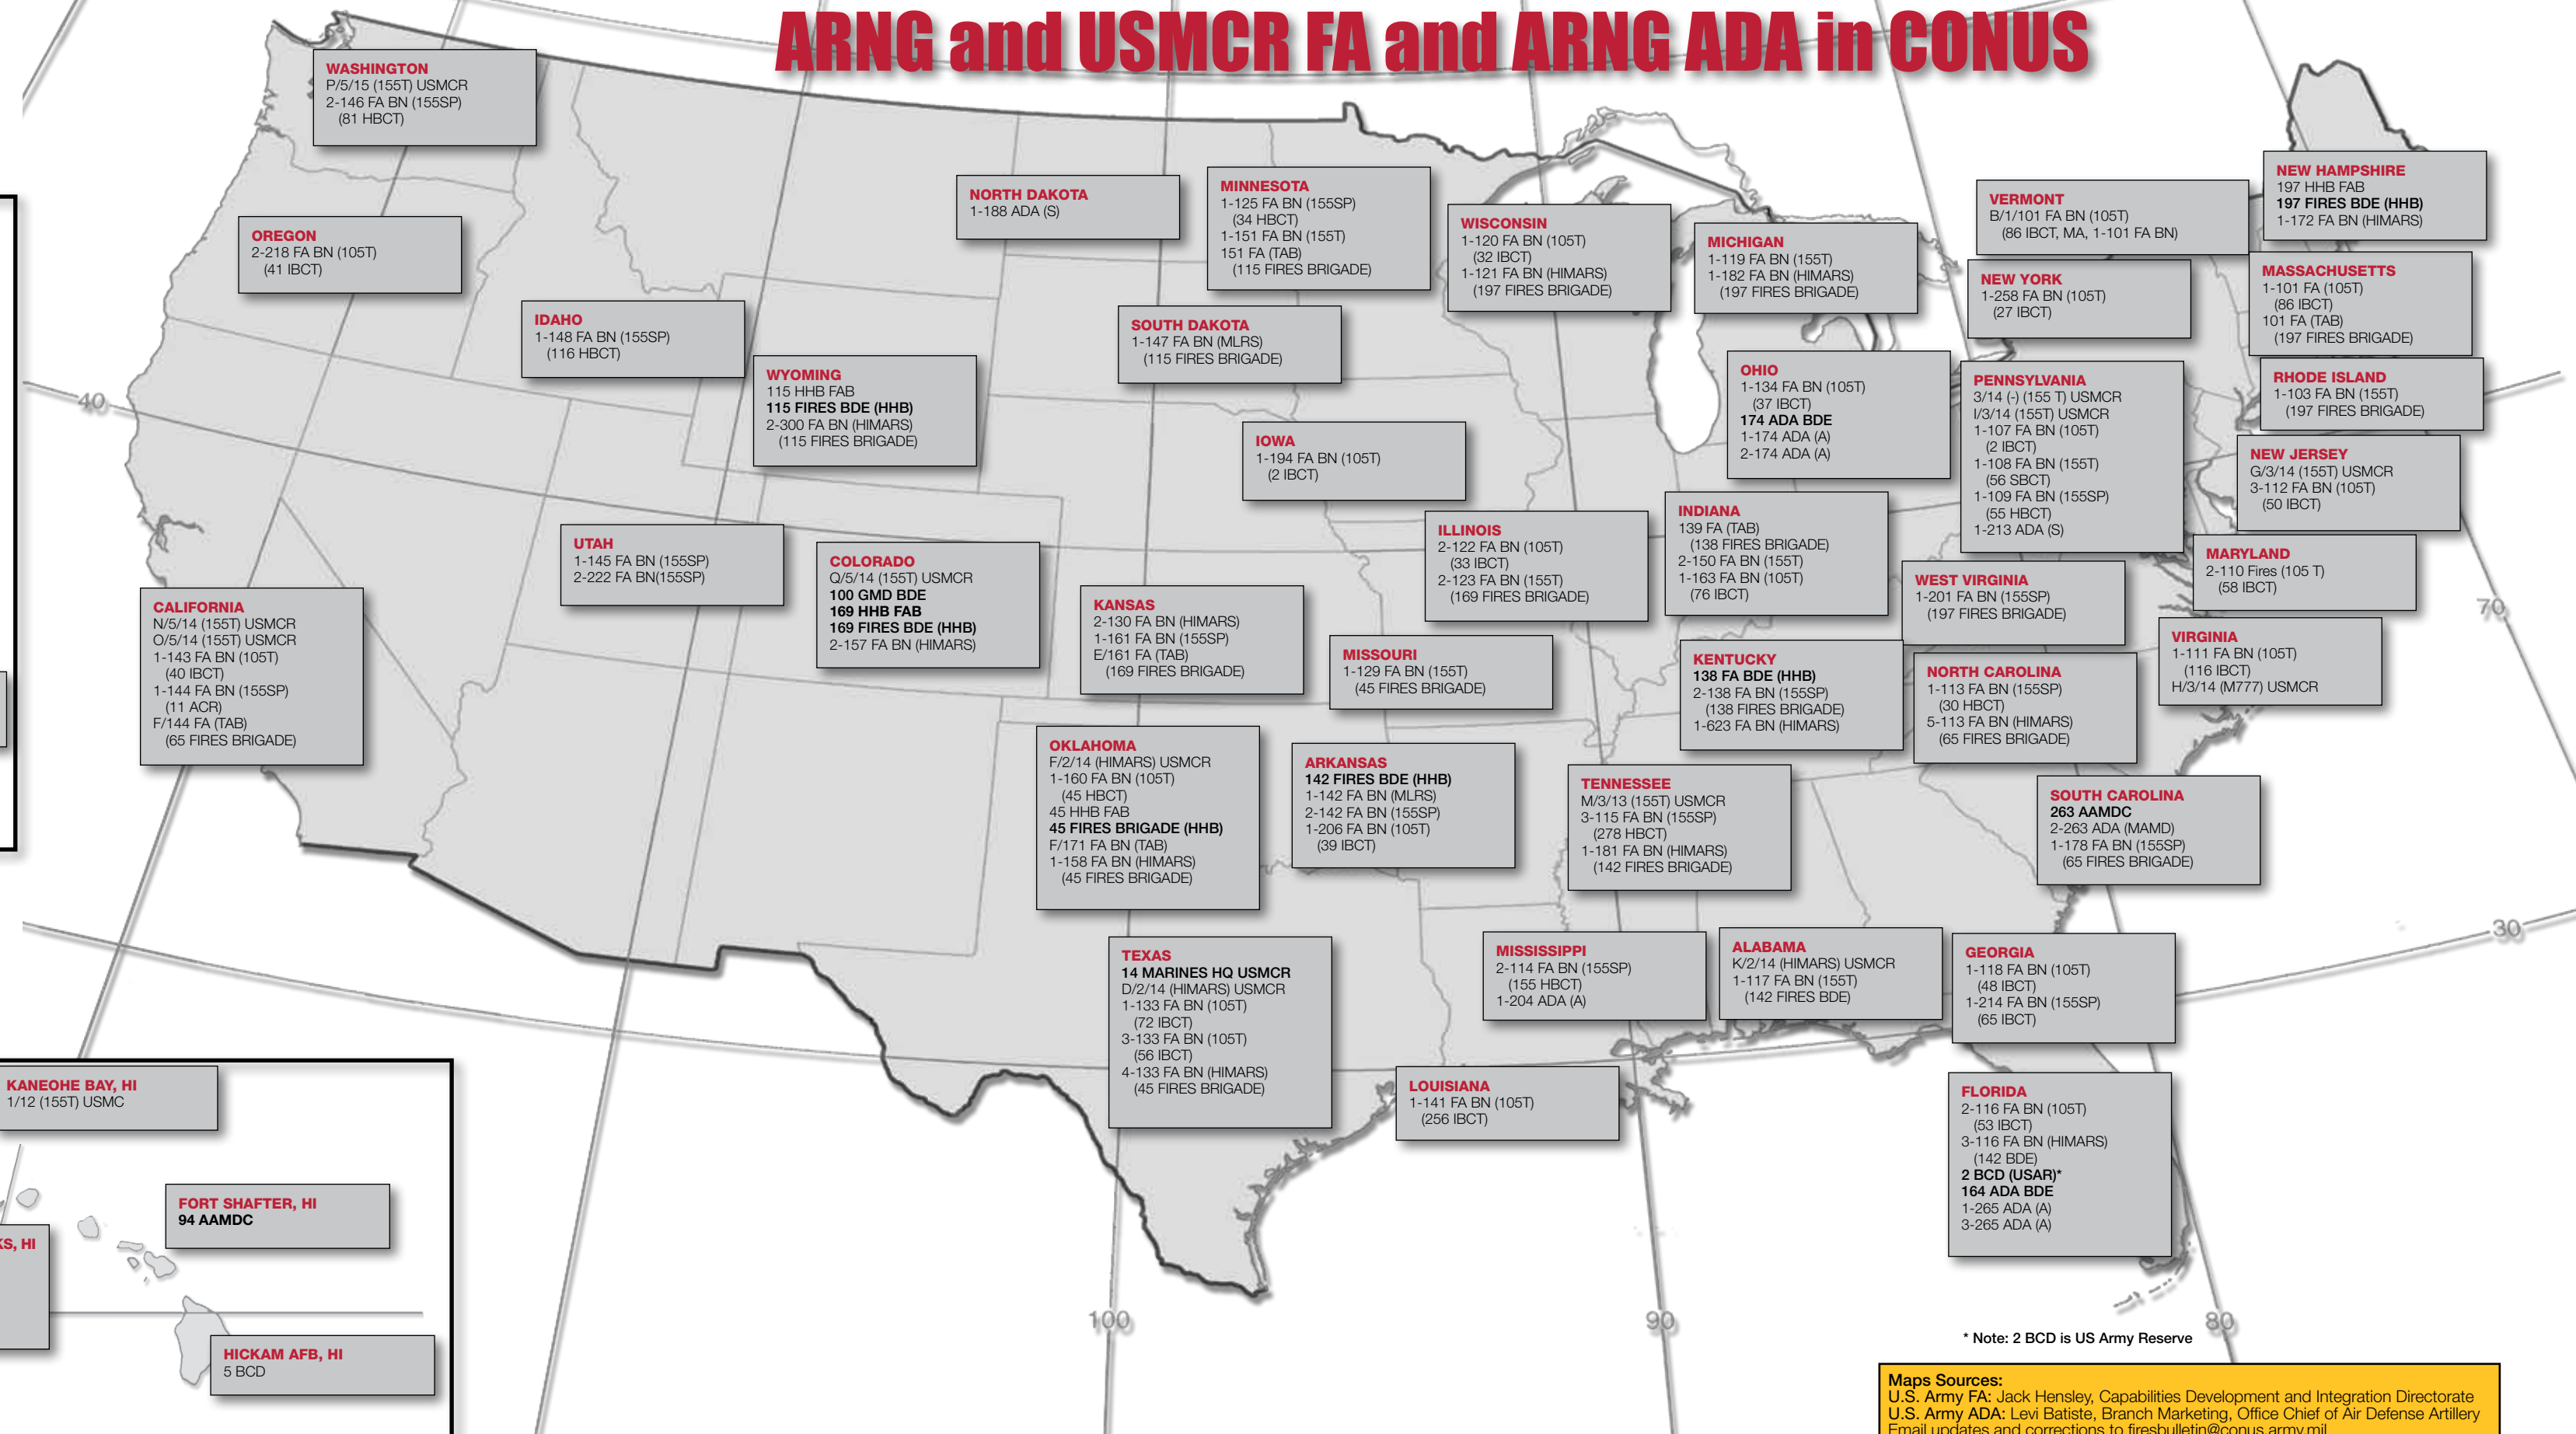 ARNG and USMCR FA and ARNG ADA in CONUS
WASHINGTON
P/5/15 (155T) USMCR
2-146 FA BN (155SP)
(81 HBCT)
OREGON
2-218 FA BN (105T)
(41 IBCT)
IDAHO
1-148 FA BN (155SP)
(116 HBCT)
WYOMING
115 HHB FAB
115 FIRES BDE (HHB)
2-300 FA BN (HIMARS)
(115 FIRES BRIGADE)
NORTH DAKOTA
1-188 ADA (S)
MINNESOTA
1-125 FA BN (155SP)
(34 HBCT)
1-151 FA BN (155T)
151 FA (TAB)
(115 FIRES BRIGADE)
SOUTH DAKOTA
1-147 FA BN (MLRS)
(115 FIRES BRIGADE)
WISCONSIN
1-120 FA BN (105T)
(32 IBCT)
1-121 FA BN (HIMARS)
(197 FIRES BRIGADE)
MICHIGAN
1-119 FA BN (155T)
1-182 FA BN (HIMARS)
(197 FIRES BRIGADE)
VERMONT
B/1/101 FA BN (105T)
(86 IBCT, MA, 1-101 FA BN)
NEW HAMPSHIRE
197 HHB FAB
197 FIRES BDE (HHB)
1-172 FA BN (HIMARS)
NEW YORK
1-258 FA BN (105T)
(27 IBCT)
MASSACHUSETTS
1-101 FA (105T)
(86 IBCT)
101 FA (TAB)
(197 FIRES BRIGADE)
RHODE ISLAND
1-103 FA BN (155T)
(197 FIRES BRIGADE)
OHIO
1-134 FA BN (105T)
(37 IBCT)
174 ADA BDE
1-174 ADA (A)
2-174 ADA (A)
PENNSYLVANIA
3/14 (-) (155 T) USMCR
I/3/14 (155T) USMCR
1-107 FA BN (105T)
(2 IBCT)
1-108 FA BN (155T)
(56 SBCT)
1-109 FA BN (155SP)
(55 HBCT)
1-213 ADA (S)
NEW JERSEY
G/3/14 (155T) USMCR
3-112 FA BN (105T)
(50 IBCT)
MARYLAND
2-110 Fires (105 T)
(58 IBCT)
IOWA
1-194 FA BN (105T)
(2 IBCT)
ILLINOIS
2-122 FA BN (105T)
(33 IBCT)
2-123 FA BN (155T)
(169 FIRES BRIGADE)
INDIANA
139 FA (TAB)
(138 FIRES BRIGADE)
2-150 FA BN (155T)
1-163 FA BN (105T)
(76 IBCT)
WEST VIRGINIA
1-201 FA BN (155SP)
(197 FIRES BRIGADE)
VIRGINIA
1-111 FA BN (105T)
(116 IBCT)
H/3/14 (M777) USMCR
UTAH
1-145 FA BN (155SP)
2-222 FA BN(155SP)
COLORADO
Q/5/14 (155T) USMCR
100 GMD BDE
169 HHB FAB
169 FIRES BDE (HHB)
2-157 FA BN (HIMARS)
CALIFORNIA
N/5/14 (155T) USMCR
O/5/14 (155T) USMCR
1-143 FA BN (105T)
(40 IBCT)
1-144 FA BN (155SP)
(11 ACR)
F/144 FA (TAB)
(65 FIRES BRIGADE)
KANSAS
2-130 FA BN (HIMARS)
1-161 FA BN (155SP)
E/161 FA (TAB)
(169 FIRES BRIGADE)
MISSOURI
1-129 FA BN (155T)
(45 FIRES BRIGADE)
KENTUCKY
138 FA BDE (HHB)
2-138 FA BN (155SP)
(138 FIRES BRIGADE)
1-623 FA BN (HIMARS)
NORTH CAROLINA
1-113 FA BN (155SP)
(30 HBCT)
5-113 FA BN (HIMARS)
(65 FIRES BRIGADE)
OKLAHOMA
F/2/14 (HIMARS) USMCR
1-160 FA BN (105T)
(45 HBCT)
45 HHB FAB
45 FIRES BRIGADE (HHB)
F/171 FA BN (TAB)
1-158 FA BN (HIMARS)
(45 FIRES BRIGADE)
ARKANSAS
142 FIRES BDE (HHB)
1-142 FA BN (MLRS)
2-142 FA BN (155SP)
1-206 FA BN (105T)
(39 IBCT)
TENNESSEE
M/3/13 (155T) USMCR
3-115 FA BN (155SP)
(278 HBCT)
1-181 FA BN (HIMARS)
(142 FIRES BRIGADE)
SOUTH CAROLINA
263 AAMDC
2-263 ADA (MAMD)
1-178 FA BN (155SP)
(65 FIRES BRIGADE)
TEXAS
14 MARINES HQ USMCR
D/2/14 (HIMARS) USMCR
1-133 FA BN (105T)
(72 IBCT)
3-133 FA BN (105T)
(56 IBCT)
4-133 FA BN (HIMARS)
(45 FIRES BRIGADE)
MISSISSIPPI
2-114 FA BN (155SP)
(155 HBCT)
1-204 ADA (A)
ALABAMA
K/2/14 (HIMARS) USMCR
1-117 FA BN (155T)
(142 FIRES BDE)
GEORGIA
1-118 FA BN (105T)
(48 IBCT)
1-214 FA BN (155SP)
(65 IBCT)
LOUISIANA
1-141 FA BN (105T)
(256 IBCT)
FLORIDA
2-116 FA BN (105T)
(53 IBCT)
3-116 FA BN (HIMARS)
(142 BDE)
2 BCD (USAR)*
164 ADA BDE
1-265 ADA (A)
3-265 ADA (A)
KANEOHE BAY, HI
1/12 (155T) USMC
FORT SHAFTER, HI
94 AAMDC
KS, HI
HICKAM AFB, HI
5 BCD
40
70
30
100
90
80
* Note: 2 BCD is US Army Reserve
Maps Sources:
U.S. Army FA: Jack Hensley, Capabilities Development and Integration Directorate
U.S. Army ADA: Levi Batiste, Branch Marketing, Office Chief of Air Defense Artillery
Email updates and corrections to firesbulletin@conus.army.mil